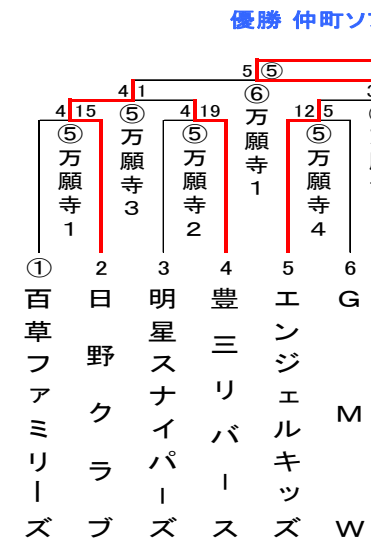 優勝 仲町ソフ
5 ⑤
4 1
⑥万願寺1
3
4 15
⑤万願寺3
4 19
12 5
⑤万願寺1
⑤万願寺2
⑤万願寺4
① 2 3 4 5 6
百草ファミリーズ
日野クラブ
明星スナイパーズ
豊三リバース
エンジェルキッズ
GMW